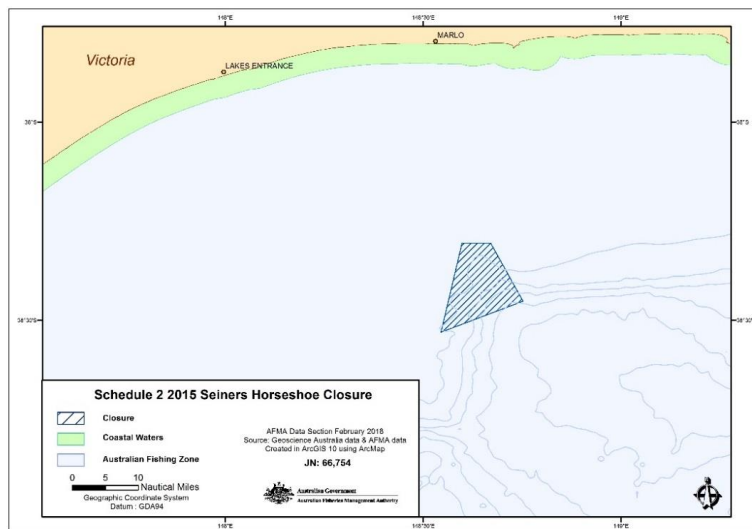 148°E
148°30'E
149°E
MARLO
Victoria
LAKES ENTRANCE
38°S
38°S
38°30'S
38°30'S
Schedule 2 2015 Seiners Horseshoe Closure
Closure
Coastal Waters
Australian Fishing Zone
0 5 10
Nautical Miles
Geographic Coordinate System
Datum : GDA94
AFMA Data Section February 2018
Source: Geoscience Australia data & AFMA data
Created in ArcGIS 10 using ArcMap
JN: 66,754
Australian Government
Australian Fisheries Management Authority
148°E
148°30'E
149°E